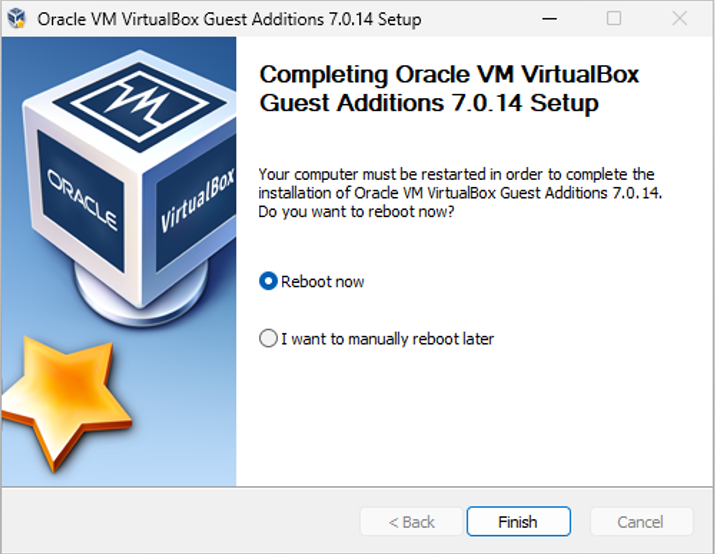 Oracle VM VirtualBox Guest Additions 7.0.14 Setup
Completing Oracle VM VirtualBox
Guest Additions 7.0.14 Setup
ORACLE
VirtualBox
Your computer must be restarted in order to complete the
installation of Oracle VM VirtualBox Guest Additions 7.0.14.
Do you want to reboot now?
Reboot now
I want to manually reboot later
< Back
Finish
Cancel